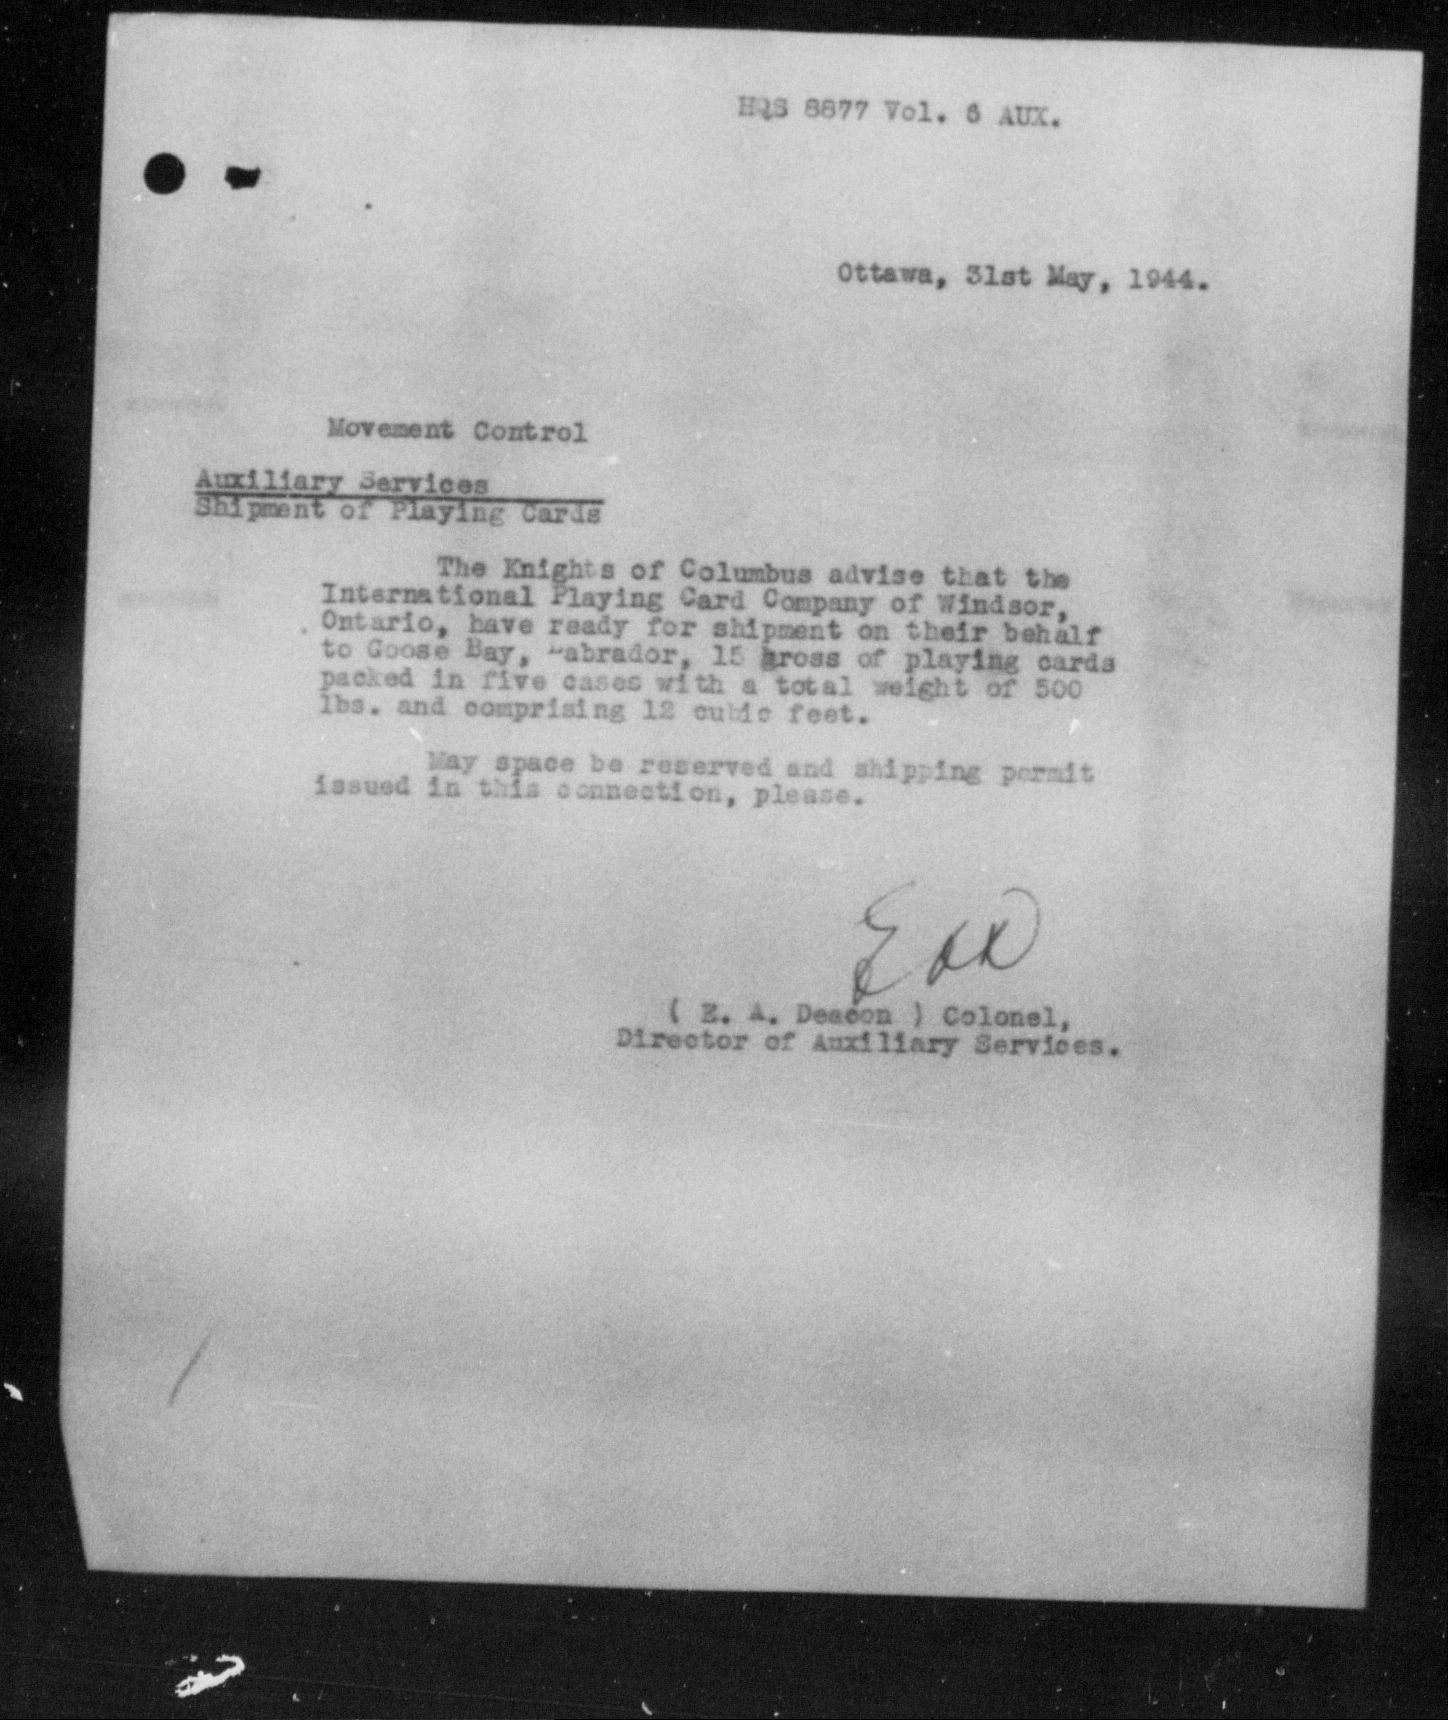 HQS 8877 Vol. 6 AUX.
Ottawa, 31st May, 1944.
Movement Control
Auxiliary Services
Shipment of Playing Cards
The Knights of Columbus advise that the
International Playing Card Company of Windsor,
Ontario, have ready for shipment on their behalf
to Goose Bay, Labrador, 15 gross of playing cards
packed in five cases with a total weight of 500
lbs. and comprising 12 cubic feet.
May space be reserved and shipping permit
issued in this connection, please.
( E. A. Deacon ) Colonel,
Director of Auxiliary Services.